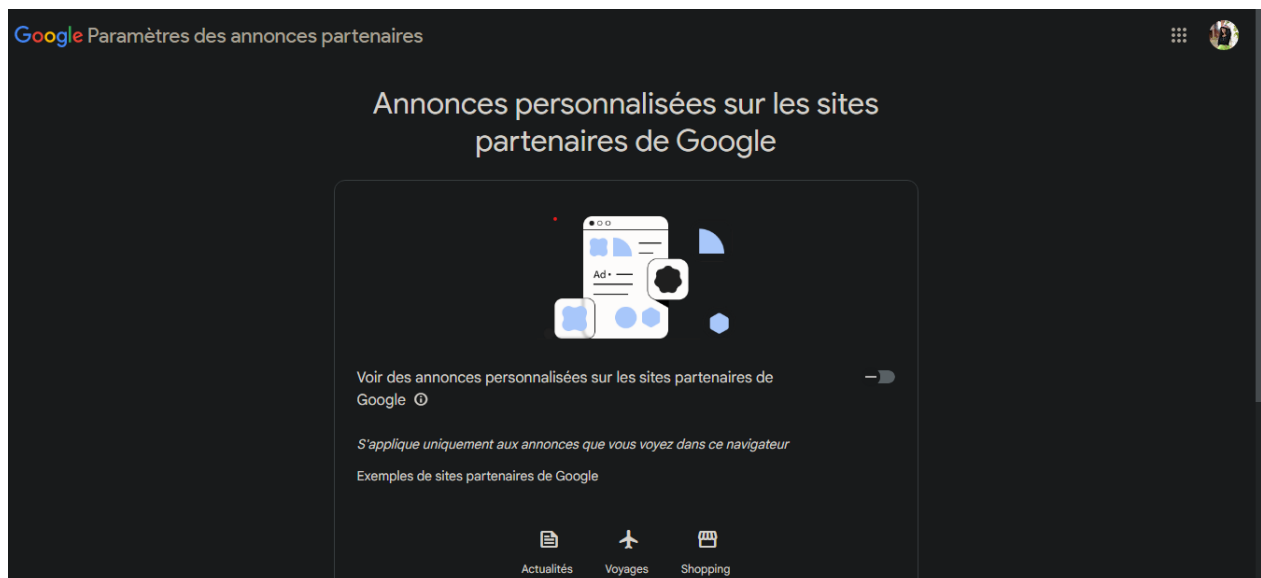 Google Paramètres des annonces partenaires
Annonces personnalisées sur les sites
partenaires de Google
Ad
Voir des annonces personnalisées sur les sites partenaires de
Google
S'applique uniquement aux annonces que vous voyez dans ce navigateur
Exemples de sites partenaires de Google
Actualités Voyages Shopping